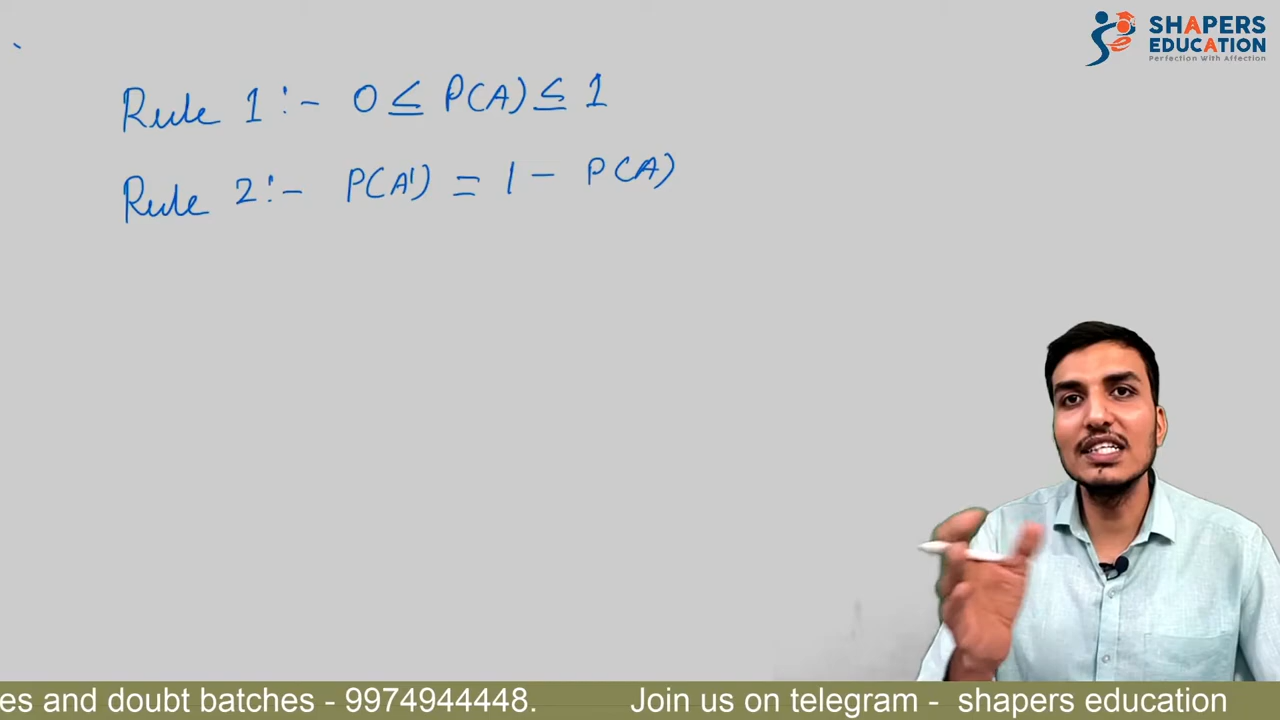 SHAPERS
EDUCATION
Perfection With Affection
Rule 1:- 0 ≤ P(A) ≤ 1
Rule 2:- P(A') = 1 - P(A)
es and doubt batches - 9974944448. Join us on telegram - shapers education